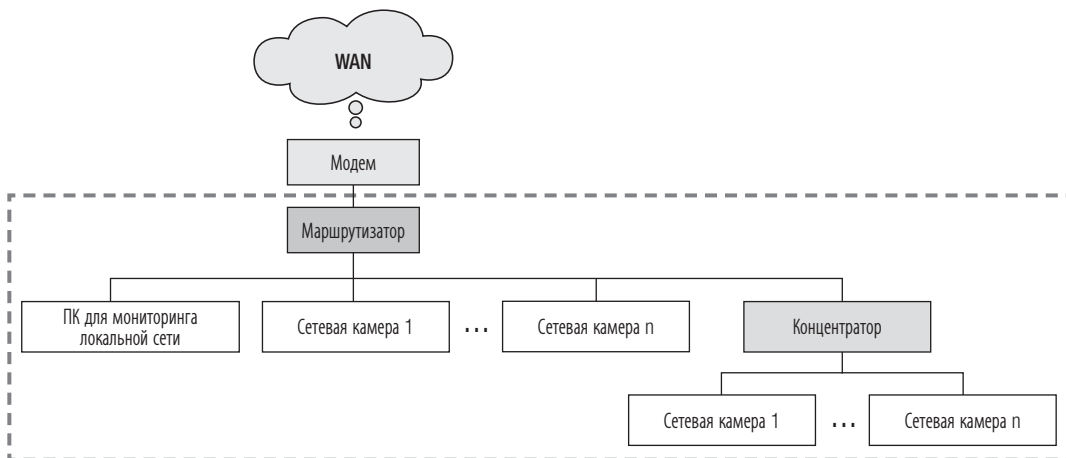 WAN
Модем
Маршрутизатор
ПК для мониторинга
локальной сети
Сетевая камера 1
...
Сетевая камера n
Концентратор
Сетевая камера 1
...
Сетевая камера n